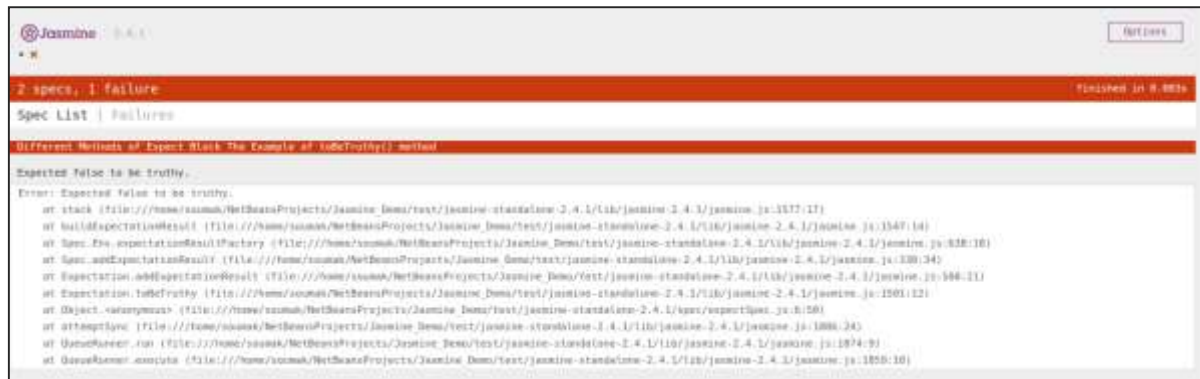 Jasmine 2.4.1
Options
2 specs, 1 failure
finished in 0.003s
Spec List | Failures
Different Methods of Expect Block The Example of toBeTruthy() method
Expected false to be truthy.
Error: Expected false to be truthy.
at stack (file:///home/soumak/NetBeansProjects/Jasmine_Demo/test/jasmine-standalone-2.4.1/lib/jasmine-2.4.1/jasmine.js:1577:17)
at buildExpectationResult (file:///home/soumak/NetBeansProjects/Jasmine_Demo/test/jasmine-standalone-2.4.1/lib/jasmine-2.4.1/jasmine.js:1547:14)
at Spec.Env.expectationResultFactory (file:///home/soumak/NetBeansProjects/Jasmine_Demo/test/jasmine-standalone-2.4.1/lib/jasmine-2.4.1/jasmine.js:638:18)
at Spec.addExpectationResult (file:///home/soumak/NetBeansProjects/Jasmine_Demo/test/jasmine-standalone-2.4.1/lib/jasmine-2.4.1/jasmine.js:330:34)
at Expectation.addExpectationResult (file:///home/soumak/NetBeansProjects/Jasmine_Demo/test/jasmine-standalone-2.4.1/lib/jasmine-2.4.1/jasmine.js:588:21)
at Expectation.toBeTruthy (file:///home/soumak/NetBeansProjects/Jasmine_Demo/test/jasmine-standalone-2.4.1/lib/jasmine-2.4.1/jasmine.js:1501:12)
at Object.<anonymous> (file:///home/soumak/NetBeansProjects/Jasmine_Demo/test/jasmine-standalone-2.4.1/spec/expectSpec.js:6:50)
at attemptSync (file:///home/soumak/NetBeansProjects/Jasmine_Demo/test/jasmine-standalone-2.4.1/lib/jasmine-2.4.1/jasmine.js:1886:24)
at QueueRunner.run (file:///home/soumak/NetBeansProjects/Jasmine_Demo/test/jasmine-standalone-2.4.1/lib/jasmine-2.4.1/jasmine.js:1874:9)
at QueueRunner.execute (file:///home/soumak/NetBeansProjects/Jasmine_Demo/test/jasmine-standalone-2.4.1/lib/jasmine-2.4.1/jasmine.js:1859:10)